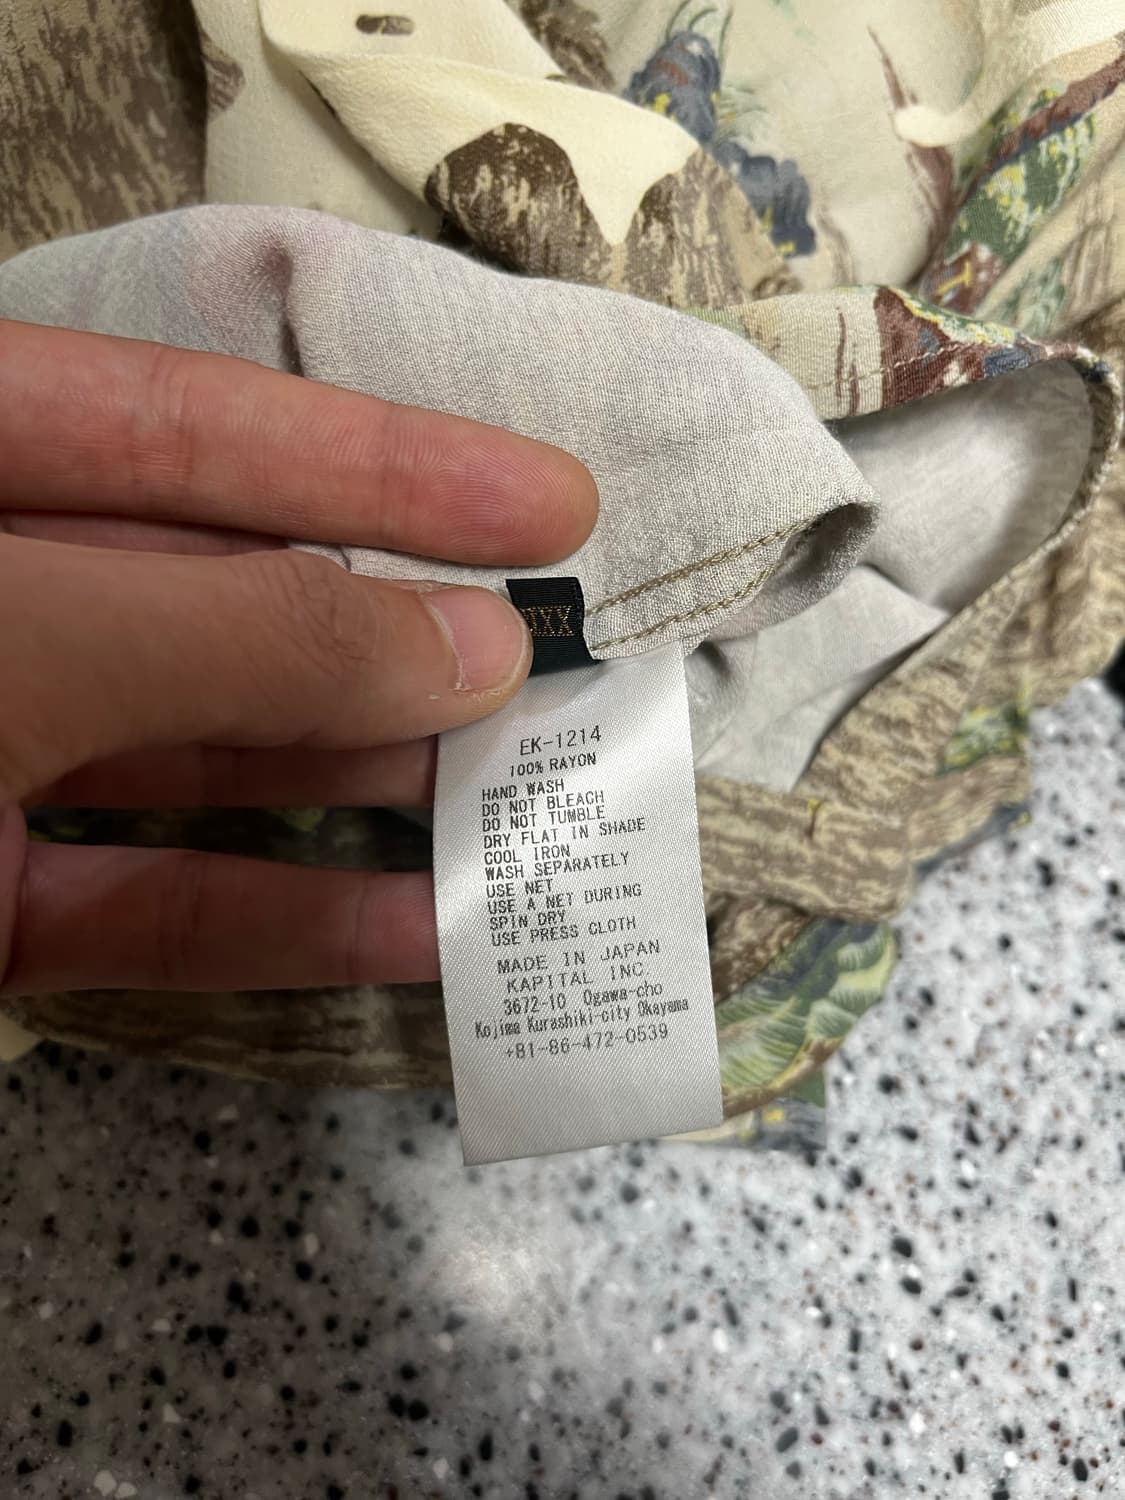 EK-1214
100% RAYON
HAND WASH
DO NOT BLEACH
DO NOT TUMBLE
DRY FLAT IN SHADE
COOL IRON
WASH SEPARATELY
USE NET
USE A NET DURING
SPIN DRY
USE PRESS CLOTH
MADE IN JAPAN
KAPITAL INC.
3672-10 Ogawa-cho
Kojima Kurashiki-city Okayama
+81-86-472-0539